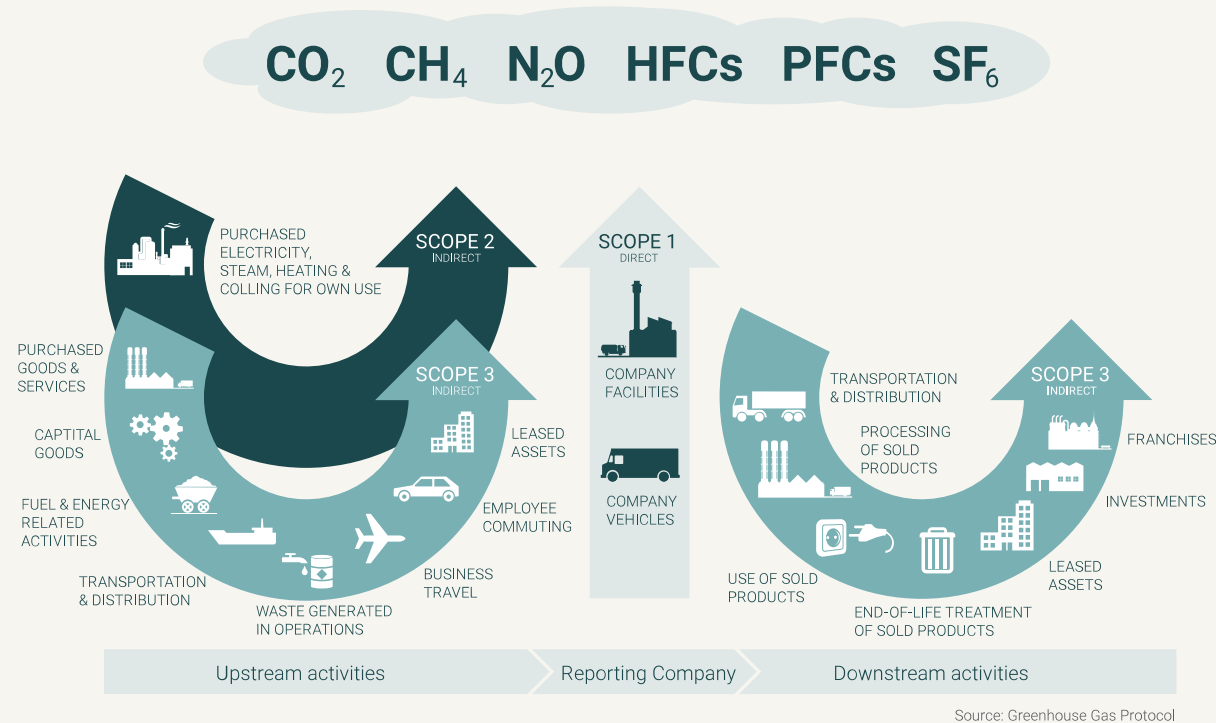 CO₂ CH₄ N₂O HFCs PFCs SF₆
PURCHASED
ELECTRICITY,
STEAM, HEATING &
COLLING FOR OWN USE
SCOPE 2
INDIRECT
SCOPE 1
DIRECT
COMPANY
FACILITIES
COMPANY
VEHICLES
PURCHASED
GOODS &
SERVICES
CAPTITAL
GOODS
FUEL & ENERGY
RELATED
ACTIVITIES
TRANSPORTATION
& DISTRIBUTION
WASTE GENERATED
IN OPERATIONS
BUSINESS
TRAVEL
EMPLOYEE
COMMUTING
LEASED
ASSETS
SCOPE 3
INDIRECT
TRANSPORTATION
& DISTRIBUTION
PROCESSING
OF SOLD
PRODUCTS
USE OF SOLD
PRODUCTS
END-OF-LIFE TREATMENT
OF SOLD PRODUCTS
LEASED
ASSETS
INVESTMENTS
FRANCHISES
SCOPE 3
INDIRECT
Upstream activities
Reporting Company
Downstream activities
Source: Greenhouse Gas Protocol